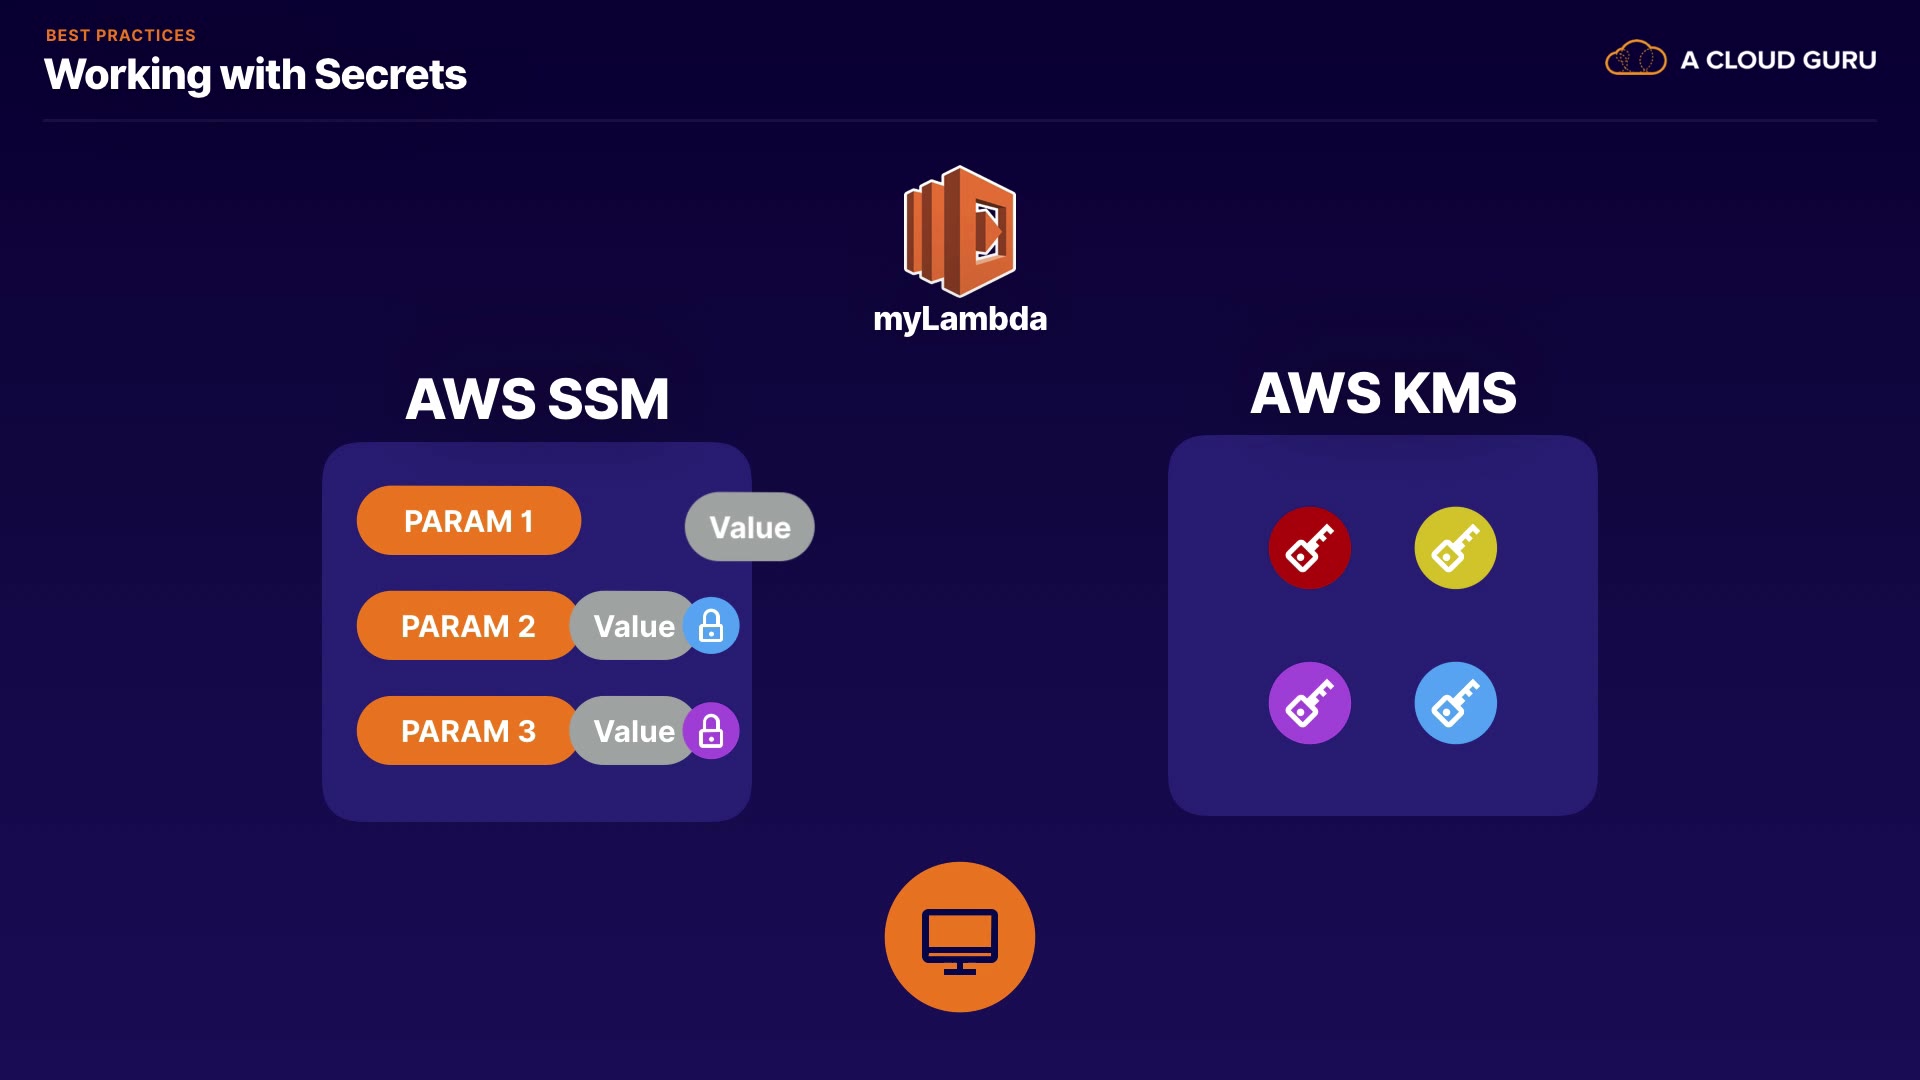 BEST PRACTICES
Working with Secrets
A CLOUD GURU
myLambda
AWS SSM
AWS KMS
PARAM 1
Value
PARAM 2
Value
PARAM 3
Value